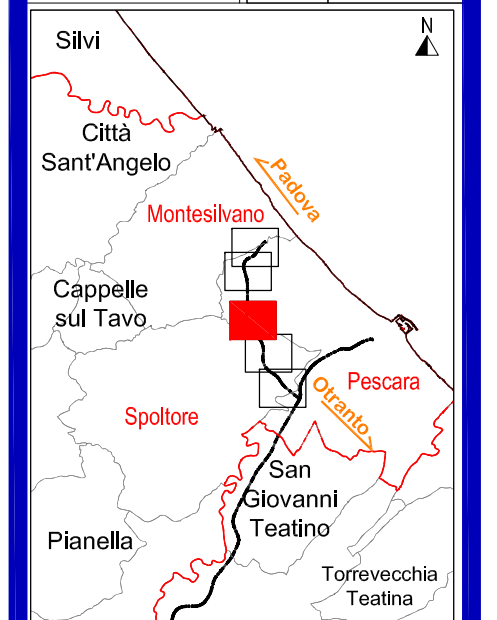 N
Silvi
Città
Sant'Angelo
Padova
Montesilvano
Cappelle
sul Tavo
Pescara
Otranto
Spoltore
San
Giovanni
Teatino
Pianella
Torrevecchia
Teatina